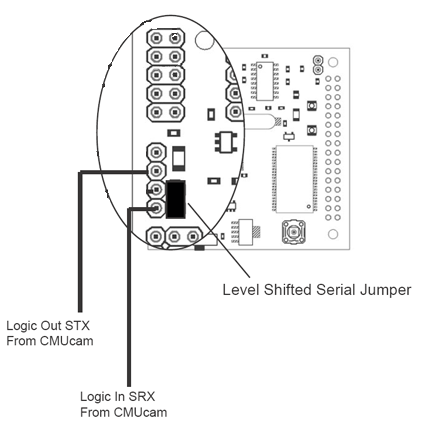 Level Shifted Serial Jumper
Logic Out STX
From CMUcam
Logic In SRX
From CMUcam